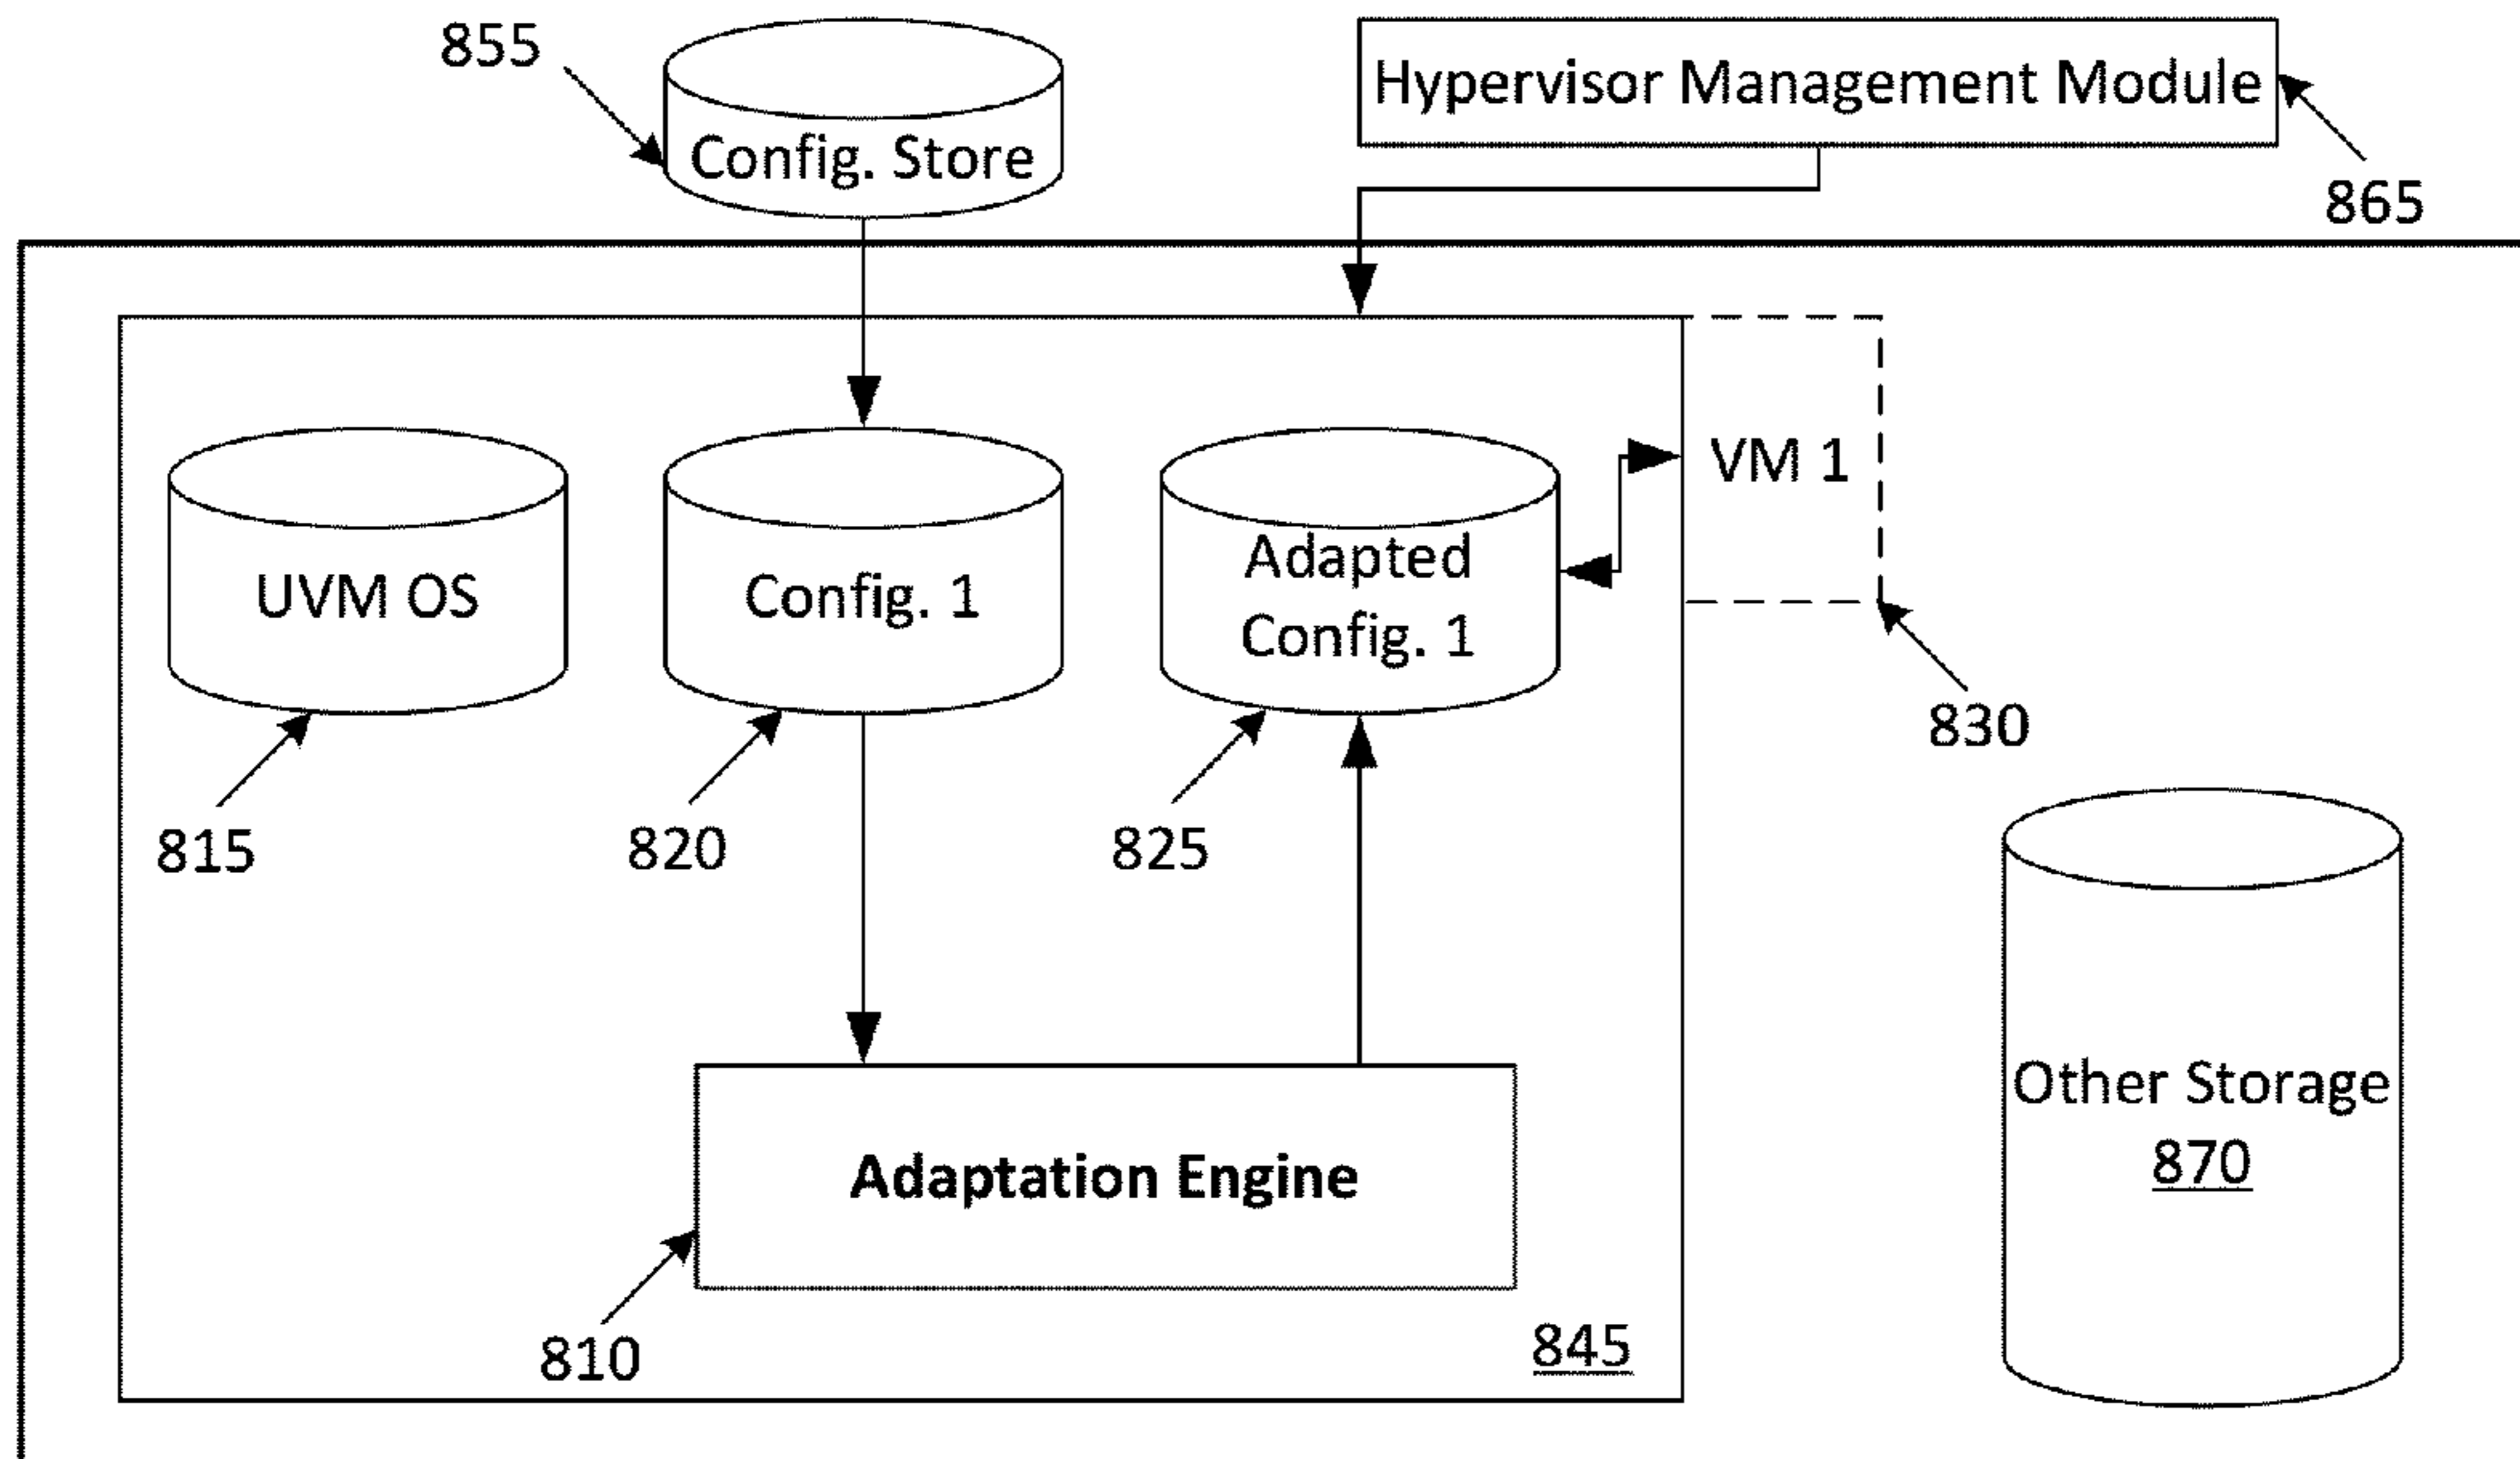 855
Config. Store
Hypervisor Management Module
865
UVM OS
Config. 1
Adapted
Config. 1
VM 1
830
815
820
825
Other Storage
870
Adaptation Engine
810
845